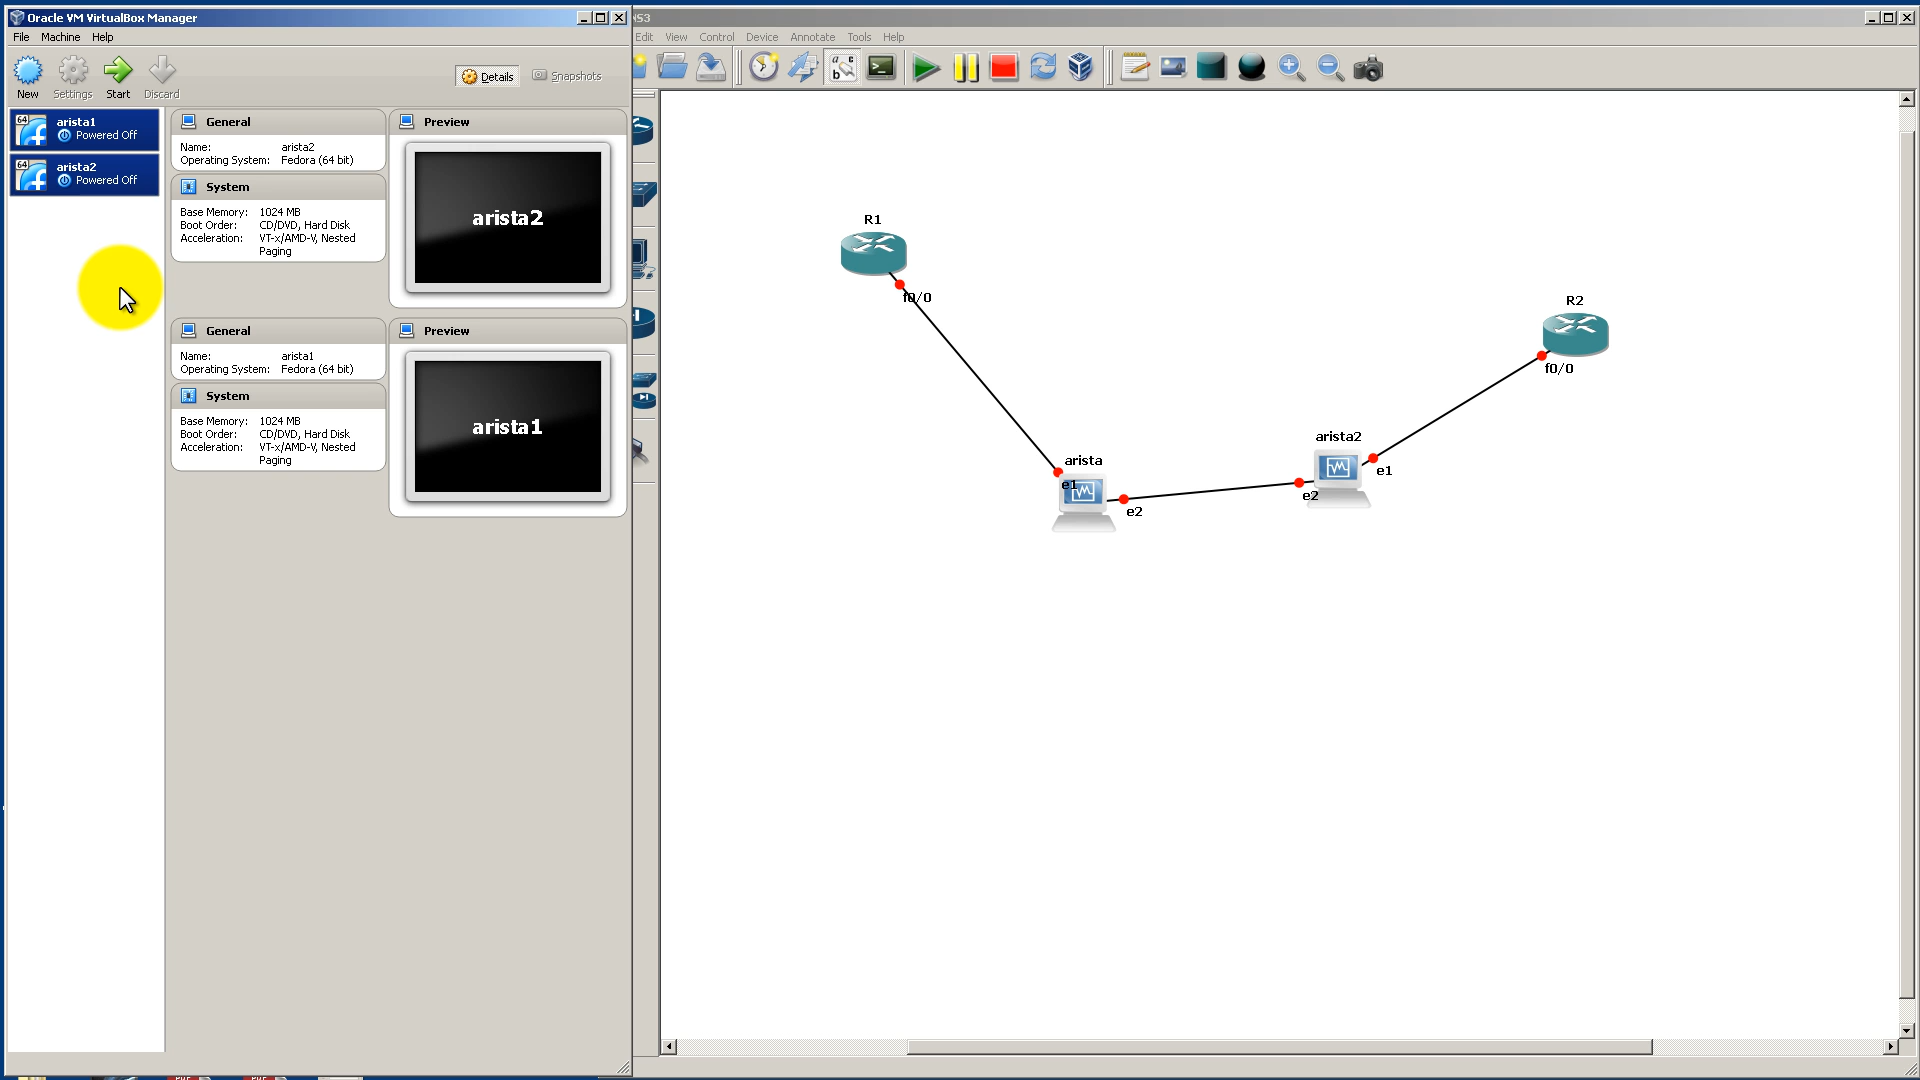 Oracle VM VirtualBox Manager
File Machine Help
New Settings Start Discard
Details Snapshots
64 arista1
Powered Off
64 arista2
Powered Off
General
Name: arista2
Operating System: Fedora (64 bit)
System
Base Memory: 1024 MB
Boot Order: CD/DVD, Hard Disk
Acceleration: VT-x/AMD-V, Nested
Paging
Preview
arista2
General
Name: arista1
Operating System: Fedora (64 bit)
System
Base Memory: 1024 MB
Boot Order: CD/DVD, Hard Disk
Acceleration: VT-x/AMD-V, Nested
Paging
Preview
arista1
NS3
Edit View Control Device Annotate Tools Help
R1
f0/0
R2
f0/0
arista
e1
e2
arista2
e1
e2